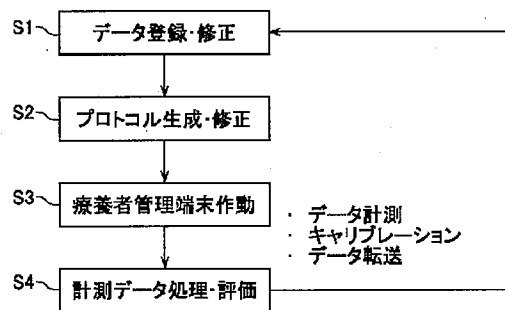 S1 データ登録・修正
S2 プロトコル生成・修正
S3 療養者管理端末作動
・ データ計測
・ キャリブレーション
・ データ転送
S4 計測データ処理・評価